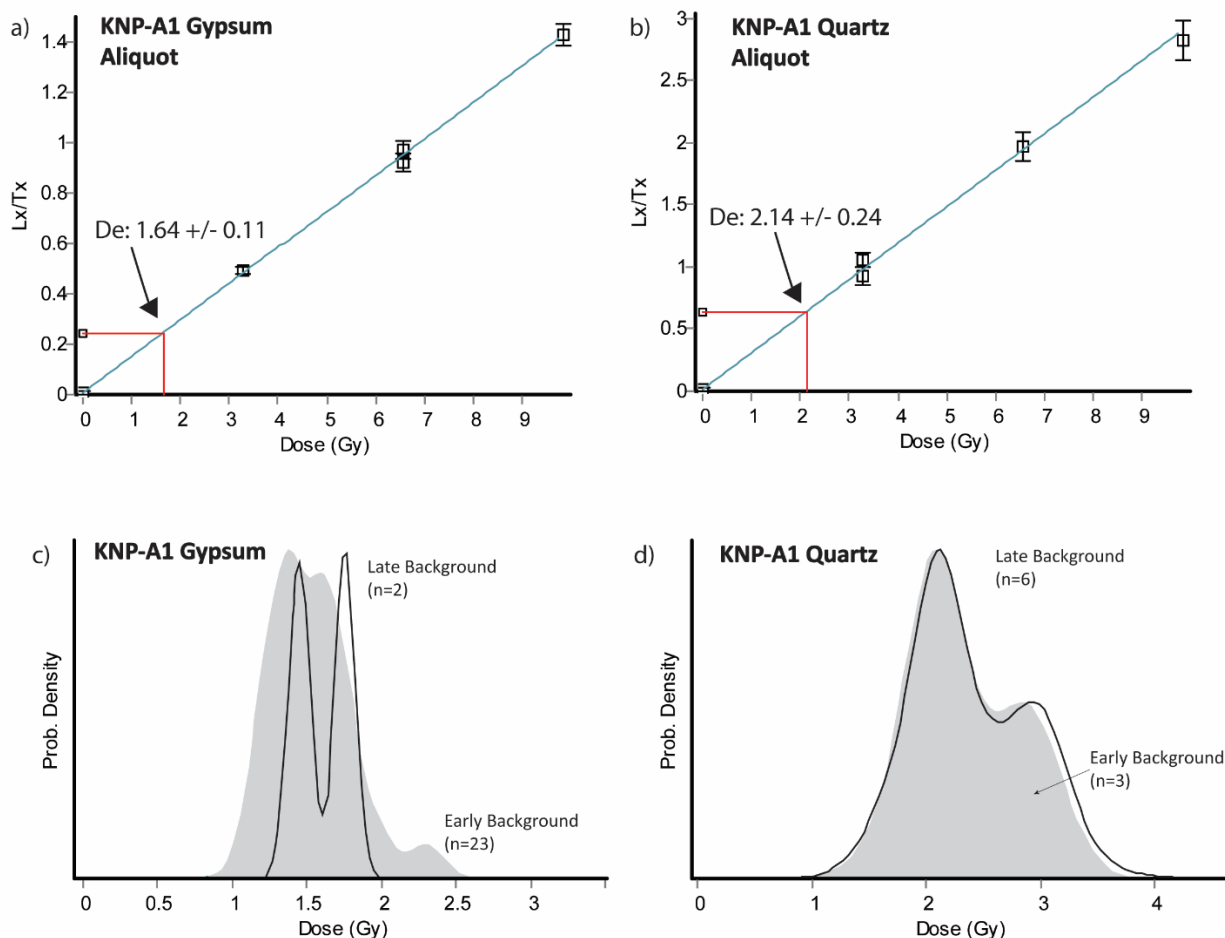 a)
KNP-A1 Gypsum
Aliquot
1.4
1.2
1
0.8
0.6
0.4
0.2
0
Lx/Tx
De: 1.64 +/- 0.11
0 1 2 3 4 5 6 7 8 9
Dose (Gy)
b)
KNP-A1 Quartz
Aliquot
3
2.5
2
1.5
1
0.5
0
Lx/Tx
De: 2.14 +/- 0.24
0 1 2 3 4 5 6 7 8 9
Dose (Gy)
c)
KNP-A1 Gypsum
Late Background
(n=2)
Early Background
(n=23)
Prob. Density
0 0.5 1 1.5 2 2.5 3
Dose (Gy)
d)
KNP-A1 Quartz
Late Background
(n=6)
Early Background
(n=3)
Prob. Density
0 1 2 3 4
Dose (Gy)